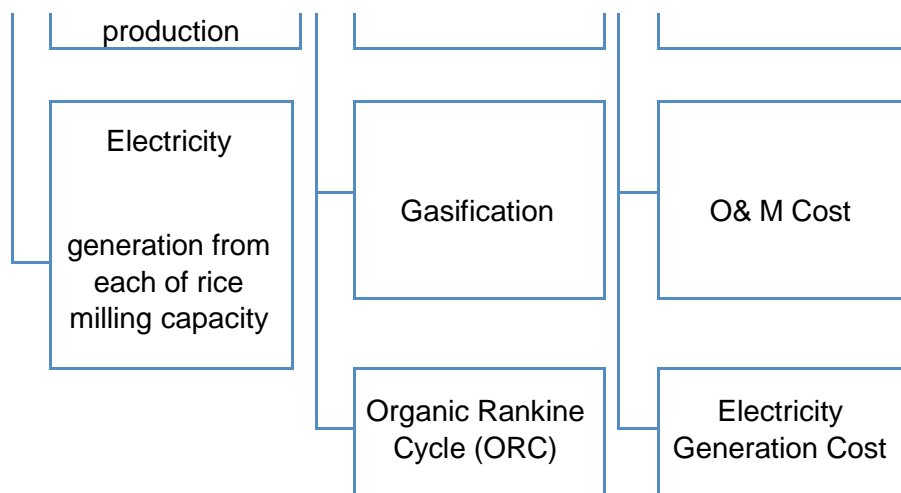 production
Electricity
generation from
each of rice
milling capacity
Gasification
Organic Rankine
Cycle (ORC)
O& M Cost
Electricity
Generation Cost